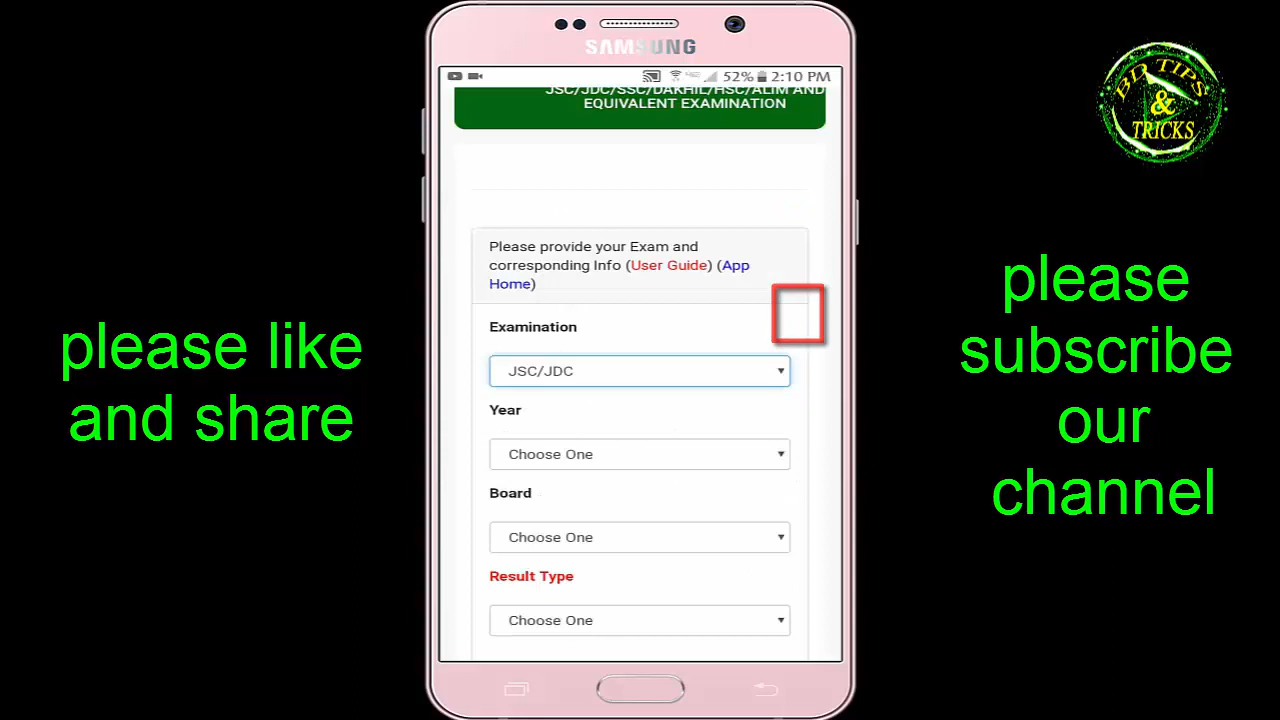 SAMSUNG
52% 2:10 PM
JSC/JDC/SSC/DAKHIL/HSC/ALIM AND
EQUIVALENT EXAMINATION
Please provide your Exam and
corresponding Info (User Guide) (App
Home)
Examination
JSC/JDC
Year
Choose One
Board
Choose One
Result Type
Choose One
please like
and share
BD TIPS
&
TRICKS
please
subscribe
our
channel